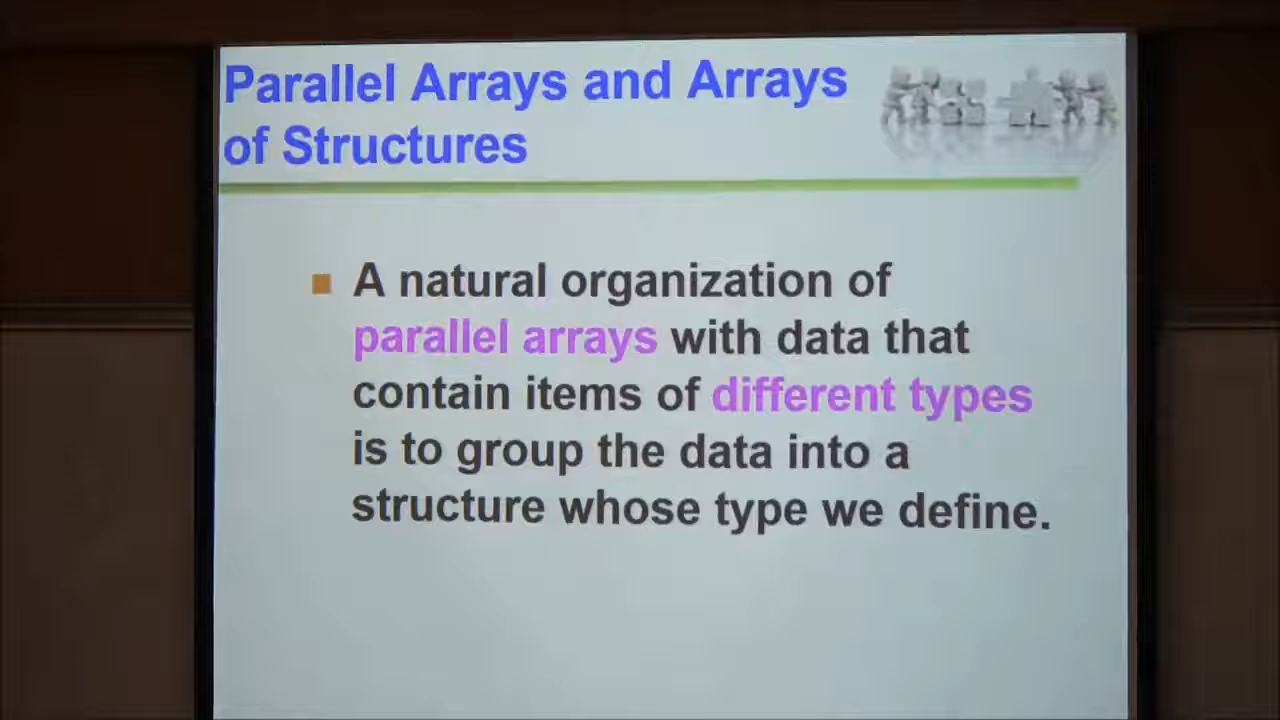 Parallel Arrays and Arrays
of Structures
A natural organization of
parallel arrays with data that
contain items of different types
is to group the data into a
structure whose type we define.